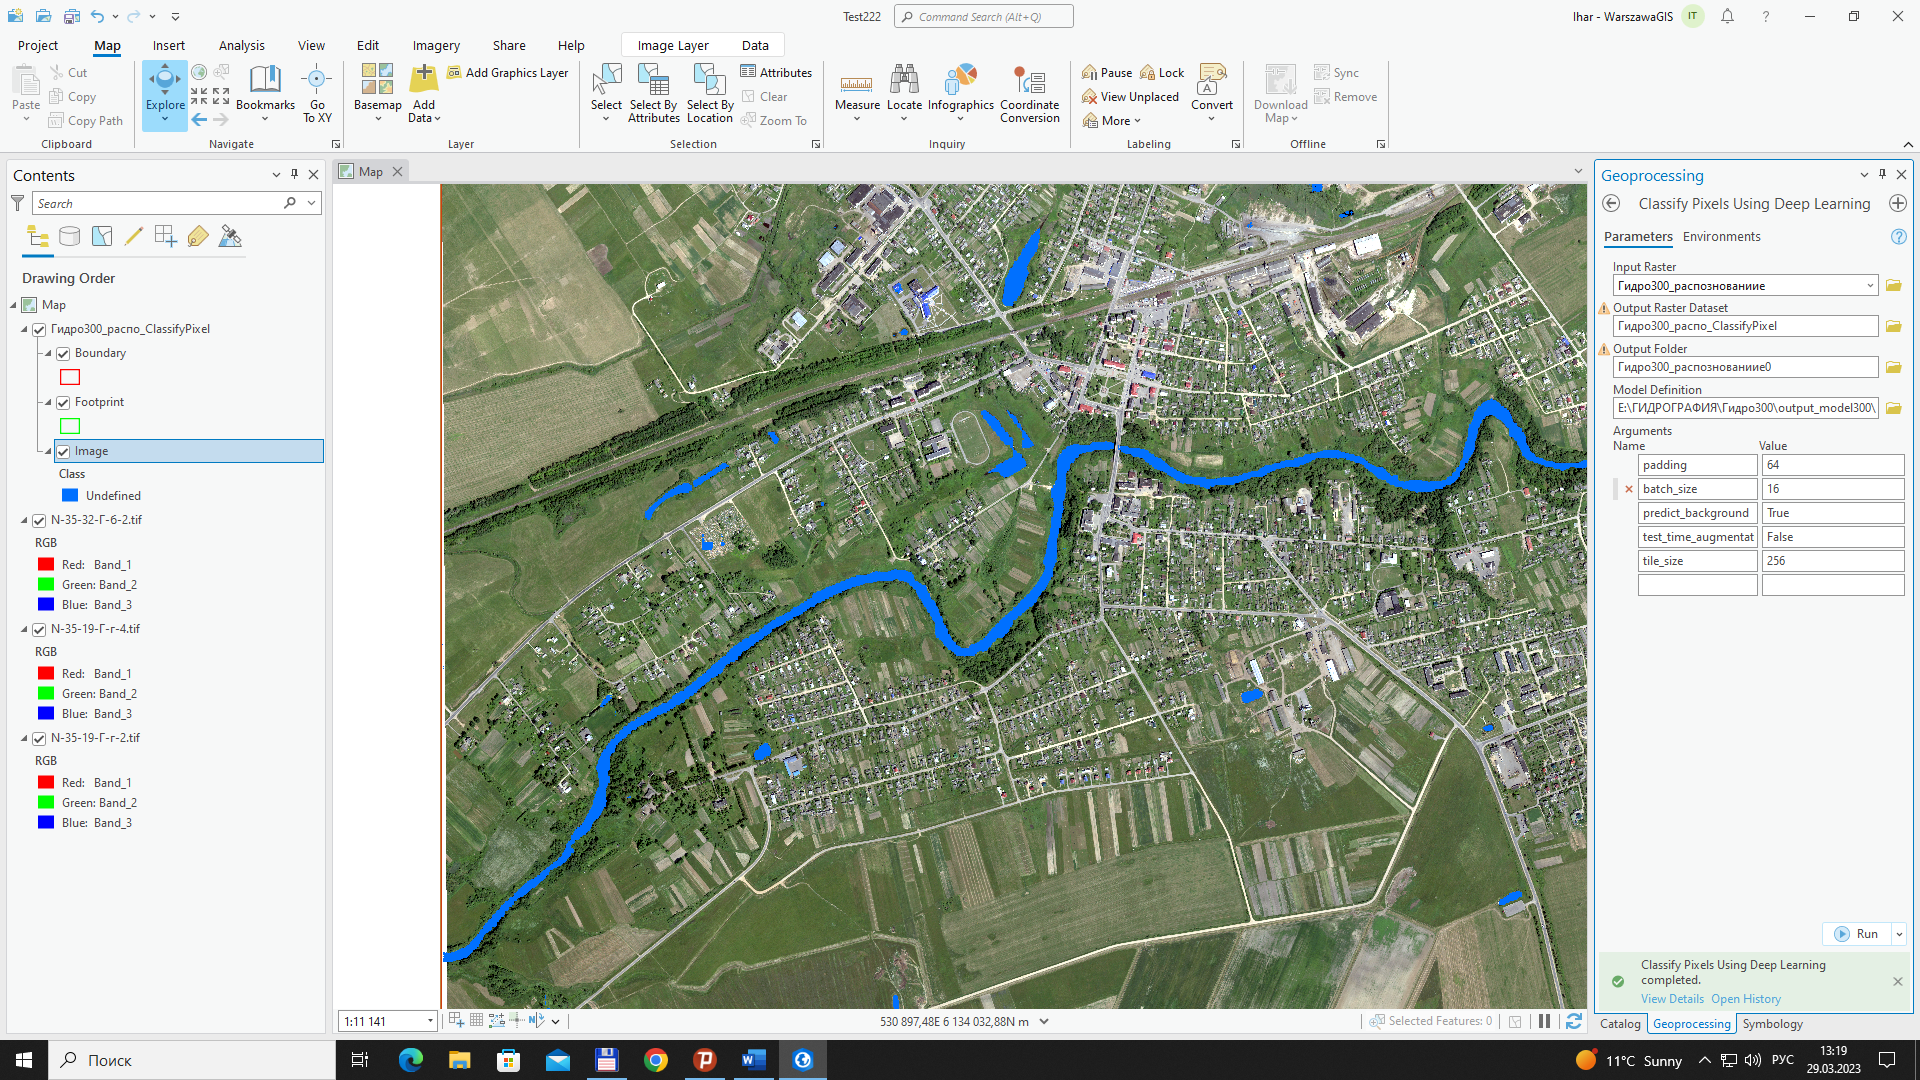 Test222
Command Search (Alt+Q)
Ihar - WarszawaGIS
IT
Project
Map
Insert
Analysis
View
Edit
Imagery
Share
Help
Image Layer
Data
Paste
Cut
Copy
Copy Path
Clipboard
Explore
Bookmarks
Go
To XY
Navigate
Basemap
Add
Data
Add Graphics Layer
Layer
Select
Select By
Attributes
Select By
Location
Attributes
Clear
Zoom To
Selection
Measure
Locate
Infographics
Coordinate
Conversion
Inquiry
Pause
Lock
View Unplaced
More
Convert
Labeling
Download
Map
Sync
Remove
Offline
Contents
Search
Drawing Order
Map
Гидро300_распо_ClassifyPixel
Boundary
Footprint
Image
Class
Undefined
N-35-32-Г-6-2.tif
RGB
Red: Band_1
Green: Band_2
Blue: Band_3
N-35-19-Г-г-4.tif
RGB
Red: Band_1
Green: Band_2
Blue: Band_3
N-35-19-Г-г-2.tif
RGB
Red: Band_1
Green: Band_2
Blue: Band_3
Map
1:11 141
530 897,48E 6 134 032,88N m
Selected Features: 0
Geoprocessing
Classify Pixels Using Deep Learning
Parameters
Environments
Input Raster
Гидро300_распознованиие
Output Raster Dataset
Гидро300_распо_ClassifyPixel
Output Folder
Гидро300_распознованиие0
Model Definition
E:\ГИДРОГРАФИЯ\Гидро300\output_model300\
Arguments
Name Value
padding 64
batch_size 16
predict_background True
test_time_augmentat False
tile_size 256
Run
Classify Pixels Using Deep Learning
completed.
View Details Open History
Catalog
Geoprocessing
Symbology
Поиск
11°C Sunny
РУС
13:19
29.03.2023